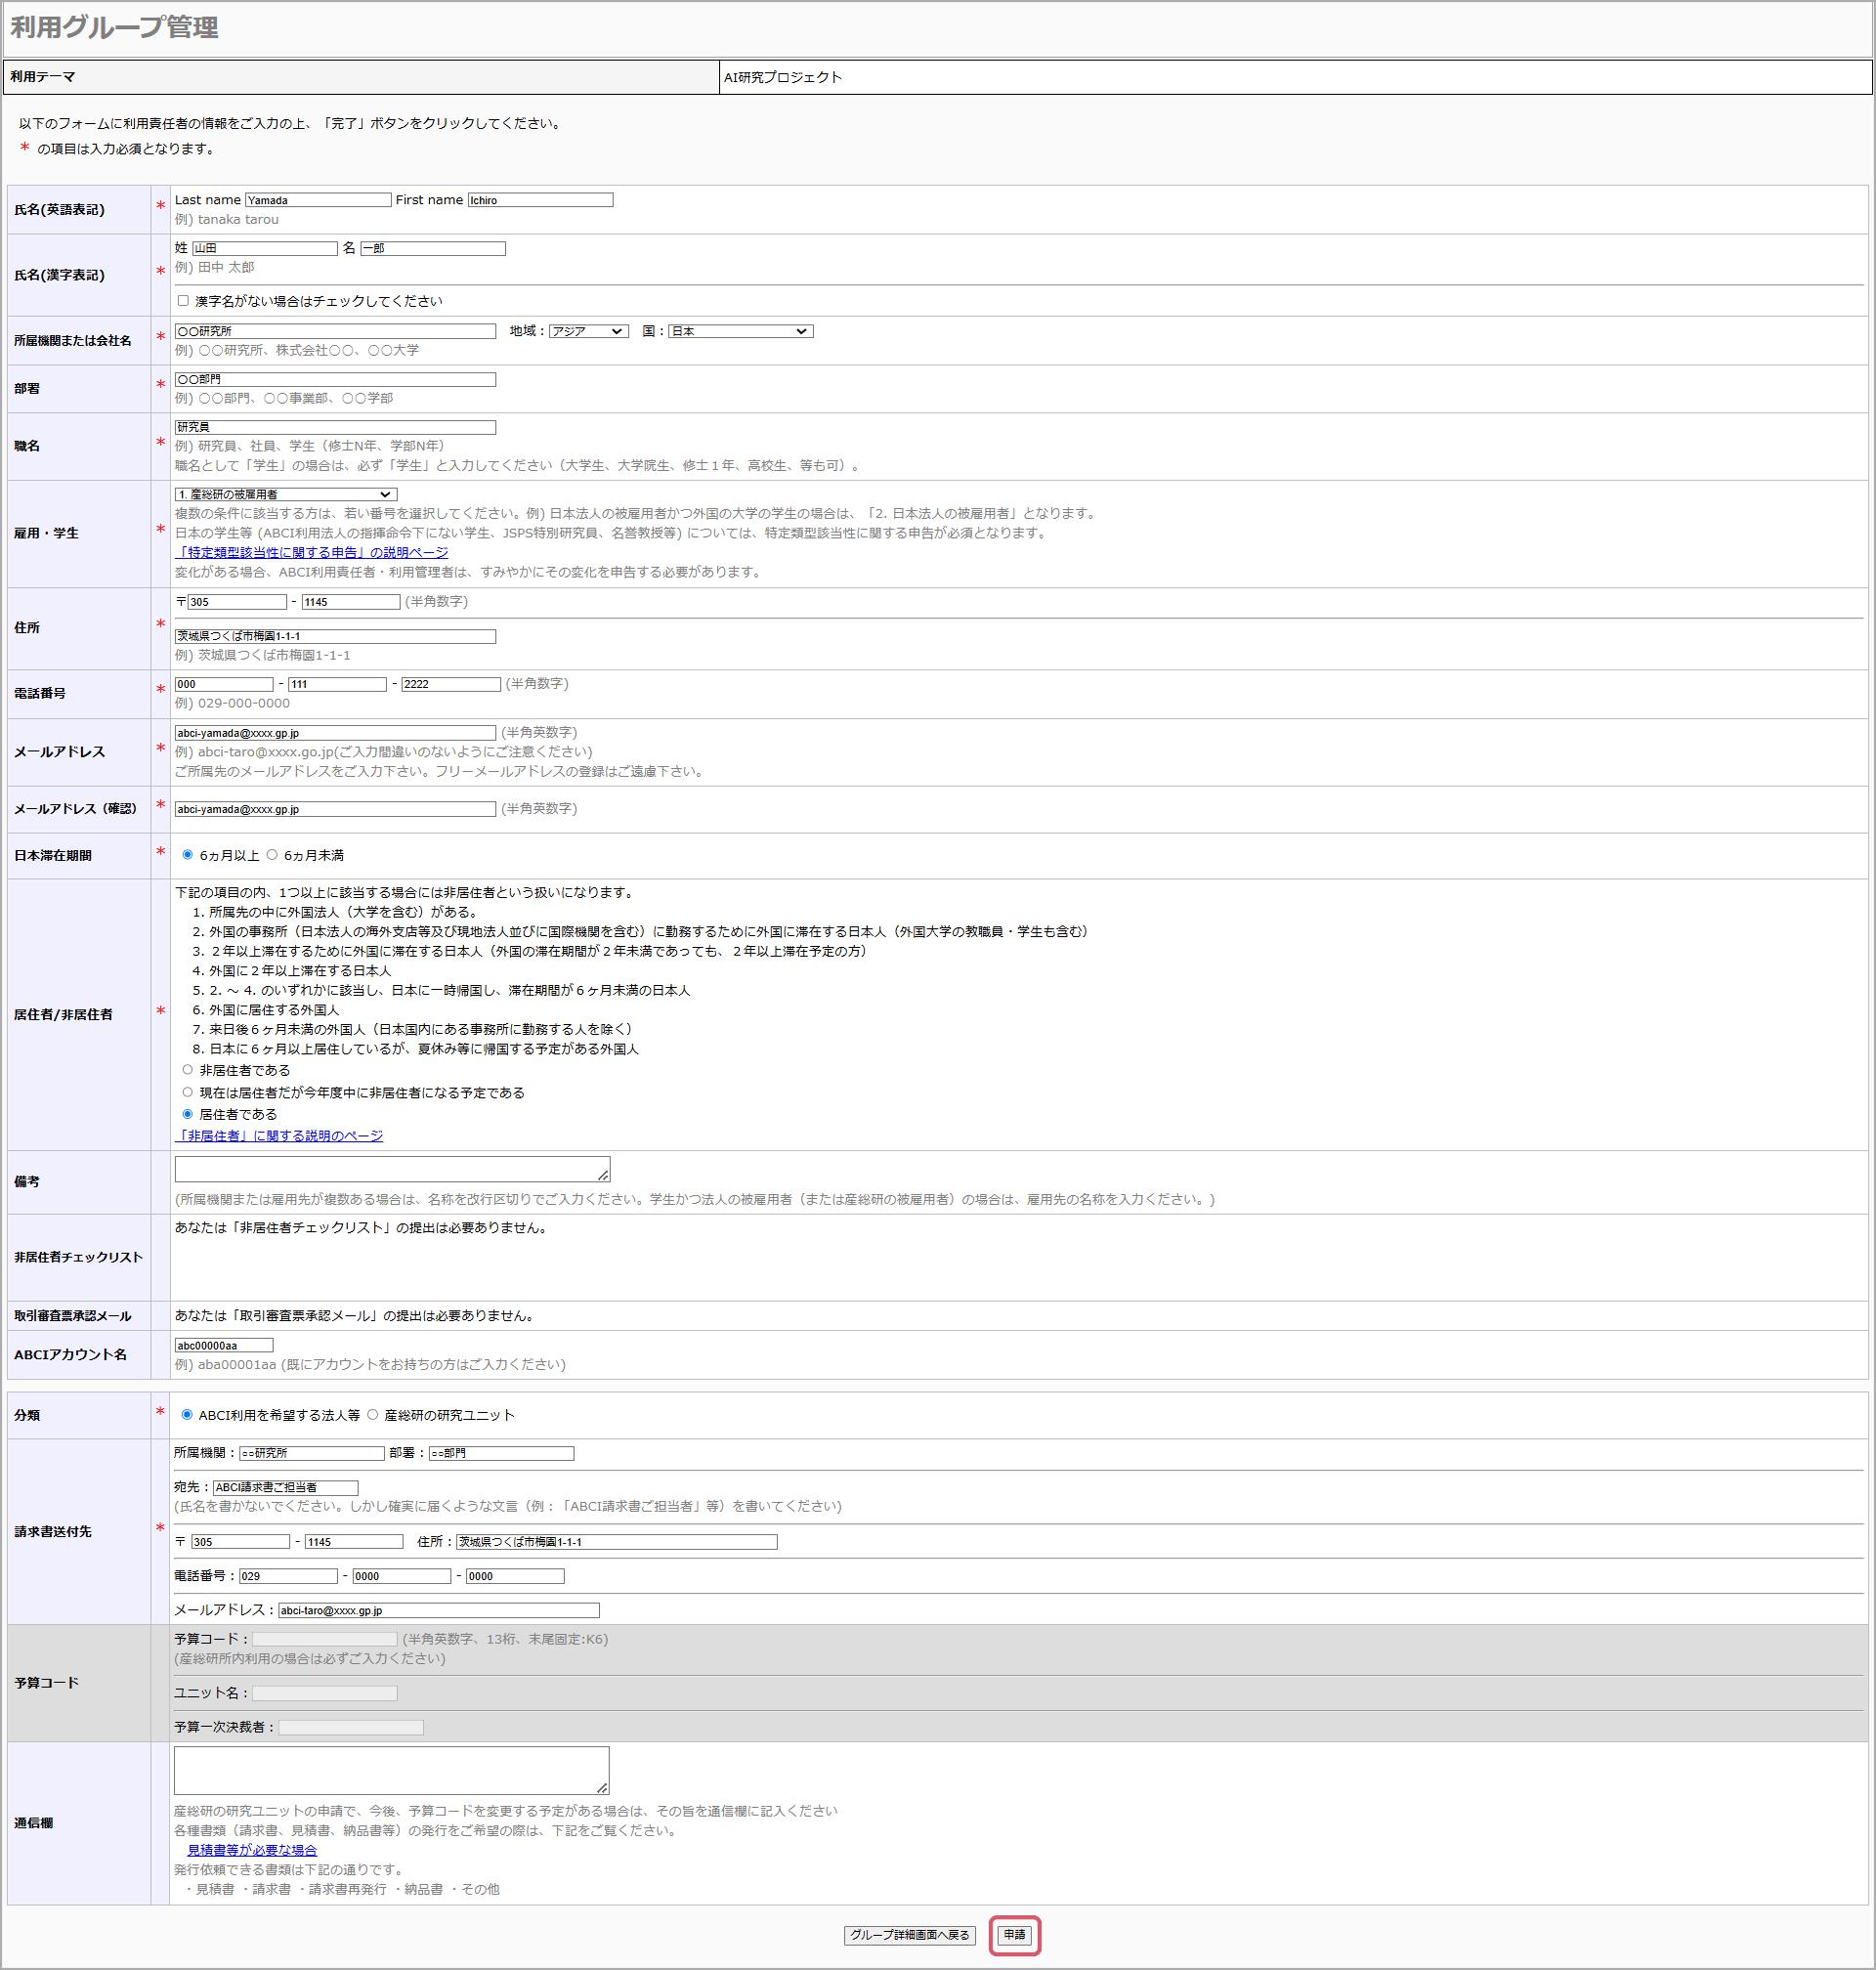 利用グループ管理
利用テーマ AI研究プロジェクト
以下のフォームに利用責任者の情報をご入力の上、「完了」ボタンをクリックしてください。
* の項目は入力必須となります。
氏名(英語表記) * Last name Yamada First name Ichiro
例) tanaka tarou
氏名(漢字表記) * 姓 山田 名 一郎
例) 田中 太郎
漢字名がない場合はチェックしてください
所属機関または会社名 * 〇〇研究所 地域：アジア 国：日本
例) 〇〇研究所、株式会社〇〇、〇〇大学
部署 * 〇〇部門
例) 〇〇部門、〇〇事業部、〇〇学部
職名 * 研究員
例) 研究員、社員、学生（修士N年、学部N年）
職名として「学生」の場合は、必ず「学生」と入力してください（大学生、大学院生、修士１年、高校生、等も可）。
雇用・学生 * 1. 産総研の被雇用者
複数の条件に該当する方は、若い番号を選択してください。例) 日本法人の被雇用者かつ外国の大学の学生の場合は、「2. 日本法人の被雇用者」となります。
日本の学生等 (ABCI利用法人の指揮命令下にない学生、JSPS特別研究員、名誉教授等) については、特定類型該当性に関する申告が必須となります。
「特定類型該当性に関する申告」の説明ページ
変化がある場合、ABCI利用責任者・利用管理者は、すみやかにその変化を申告する必要があります。
住所 * 〒305 - 1145 (半角数字)
茨城県つくば市梅園1-1-1
例) 茨城県つくば市梅園1-1-1
電話番号 * 000 - 111 - 2222 (半角数字)
例) 029-000-0000
メールアドレス * abci-yamada@xxxx.gp.jp (半角英数字)
例) abci-taro@xxxx.go.jp(ご入力間違いのないようにご注意ください)
ご所属先のメールアドレスをご入力下さい。フリーメールアドレスの登録はご遠慮下さい。
メールアドレス（確認） * abci-yamada@xxxx.gp.jp (半角英数字)
日本滞在期間 * 6ヵ月以上 6ヵ月未満
居住者/非居住者 * 下記の項目の内、1つ以上に該当する場合には非居住者という扱いになります。
1. 所属先の中に外国法人（大学を含む）がある。
2. 外国の事務所（日本法人の海外支店等及び現地法人並びに国際機関を含む）に勤務するために外国に滞在する日本人（外国大学の教職員・学生も含む）
3. ２年以上滞在するために外国に滞在する日本人（外国の滞在期間が２年未満であっても、２年以上滞在予定の方）
4. 外国に２年以上滞在する日本人
5. 2. ～ 4. のいずれかに該当し、日本に一時帰国し、滞在期間が６ヶ月未満の日本人
6. 外国に居住する外国人
7. 来日後６ヶ月未満の外国人（日本国内にある事務所に勤務する人を除く）
8. 日本に６ヶ月以上居住しているが、夏休み等に帰国する予定がある外国人
非居住者である
現在は居住者だが今年度中に非居住者になる予定である
居住者である
「非居住者」に関する説明のページ
備考
(所属機関または雇用先が複数ある場合は、名称を改行区切りでご入力ください。学生かつ法人の被雇用者（または産総研の被雇用者）の場合は、雇用先の名称を入力ください。)
非居住者チェックリスト あなたは「非居住者チェックリスト」の提出は必要ありません。
取引審査票承認メール あなたは「取引審査票承認メール」の提出は必要ありません。
ABCIアカウント名 abc00000aa
例) aba00001aa (既にアカウントをお持ちの方はご入力ください)
分類 * ABCI利用を希望する法人等 産総研の研究ユニット
請求書送付先 * 所属機関：○○研究所 部署：○○部門
宛先：ABCI請求書ご担当者
(氏名を書かないでください。しかし確実に届くような文言（例：「ABCI請求書ご担当者」等）を書いてください)
〒 305 - 1145 住所：茨城県つくば市梅園1-1-1
電話番号：029 - 0000 - 0000
メールアドレス：abci-taro@xxxx.gp.jp
予算コード 予算コード： (半角英数字、13桁、末尾固定:K6)
(産総研所内利用の場合は必ずご入力ください)
ユニット名：
予算一次決裁者：
通信欄
産総研の研究ユニットの申請で、今後、予算コードを変更する予定がある場合は、その旨を通信欄に記入ください
各種書類（請求書、見積書、納品書等）の発行をご希望の際は、下記をご覧ください。
見積書等が必要な場合
発行依頼できる書類は下記の通りです。
・見積書 ・請求書 ・請求書再発行 ・納品書 ・その他
グループ詳細画面へ戻る 申請